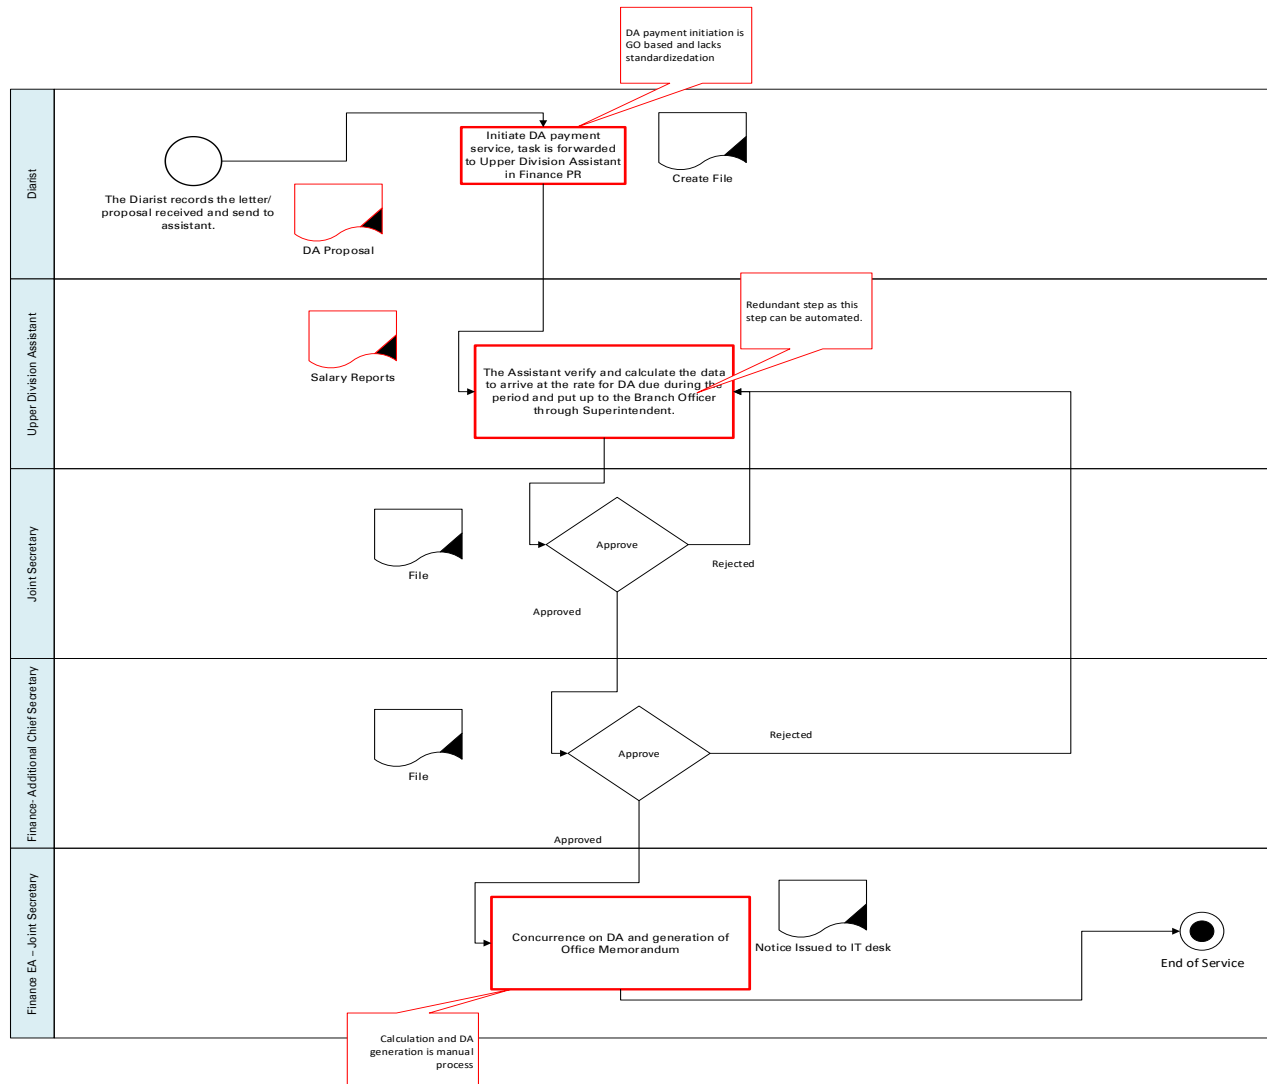 DA payment initiation is
GO based and lacks
standardizedation
Diarist
The Diarist records the letter/
proposal received and send to
assistant.
DA Proposal
Initiate DA payment
service, task is forwarded
to Upper Division Assistant
in Finance PR
Create File
Upper Division Assistant
Salary Reports
Redundant step as this
step can be automated.
The Assistant verify and calculate the data
to arrive at the rate for DA due during the
period and put up to the Branch Officer
through Superintendent.
Joint Secretary
File
Approve
Rejected
Approved
Finance- Additional Chief Secretary
File
Approve
Rejected
Approved
Finance EA – Joint Secretary
Concurrence on DA and generation of
Office Memorandum
Notice Issued to IT desk
End of Service
Calculation and DA
generation is manual
process